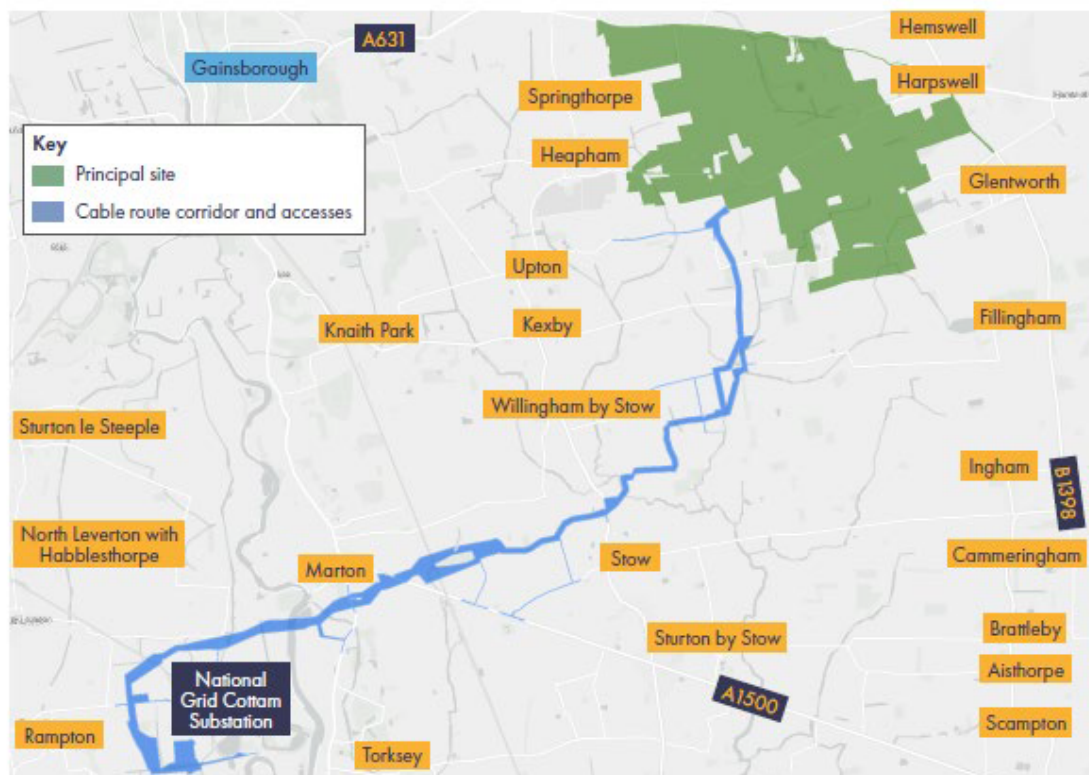 Hemswell
A631
Gainsborough
Harpswell
Springthorpe
Key
Principal site
Cable route corridor and accesses
Heapham
Glentworth
Upton
Kexby
Knaith Park
Fillingham
Willingham by Stow
Sturton le Steeple
Ingham
B1398
North Leverton with
Habblesthorpe
Marton
Stow
Cammeringham
Sturton by Stow
Brattleby
National
Grid Cottam
Substation
Aisthorpe
A1500
Rampton
Torksey
Scampton